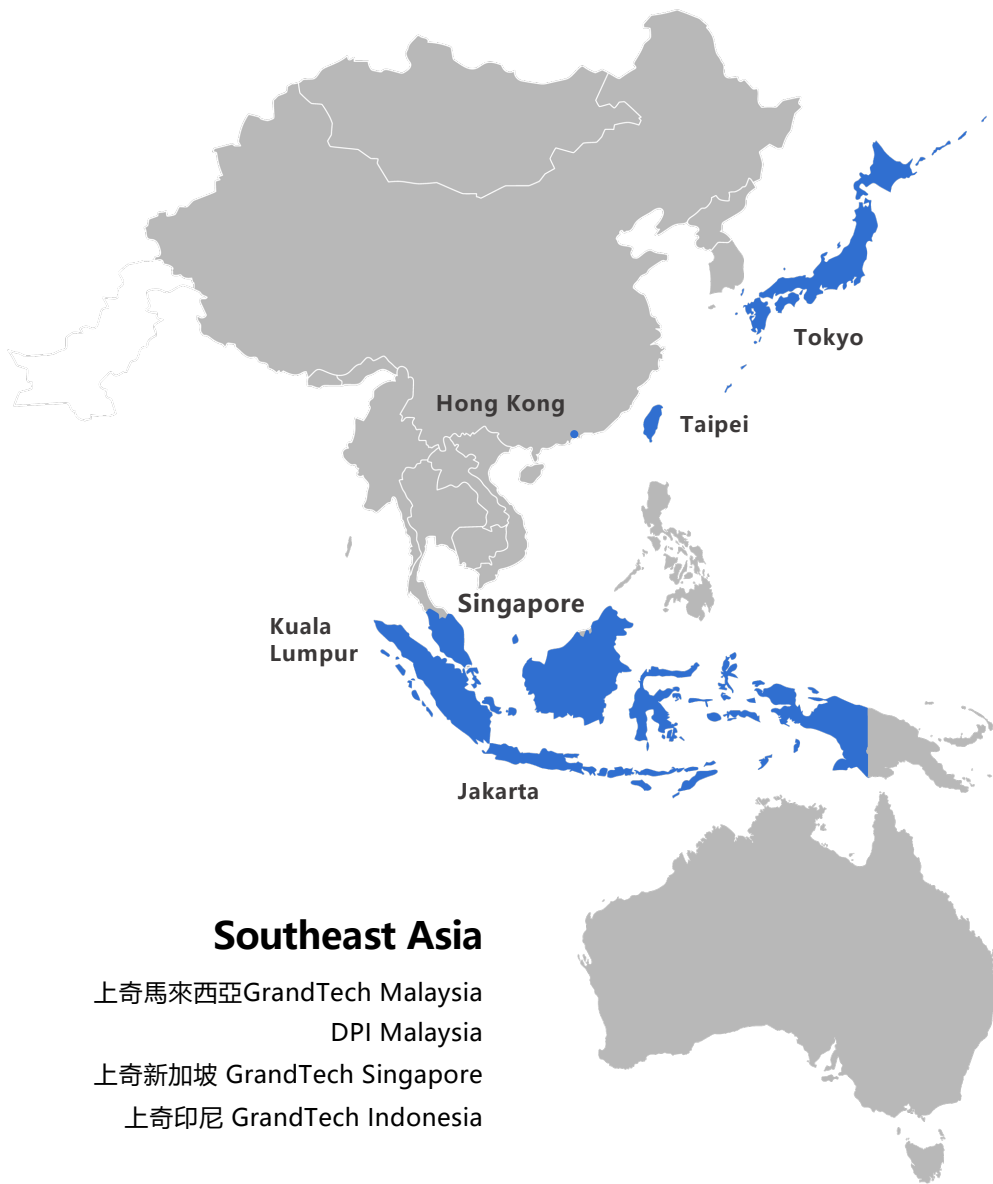 Tokyo
Hong Kong
Taipei
Singapore
Kuala
Lumpur
Jakarta
Southeast Asia
上奇馬來西亞GrandTech Malaysia
DPI Malaysia
上奇新加坡 GrandTech Singapore
上奇印尼 GrandTech Indonesia